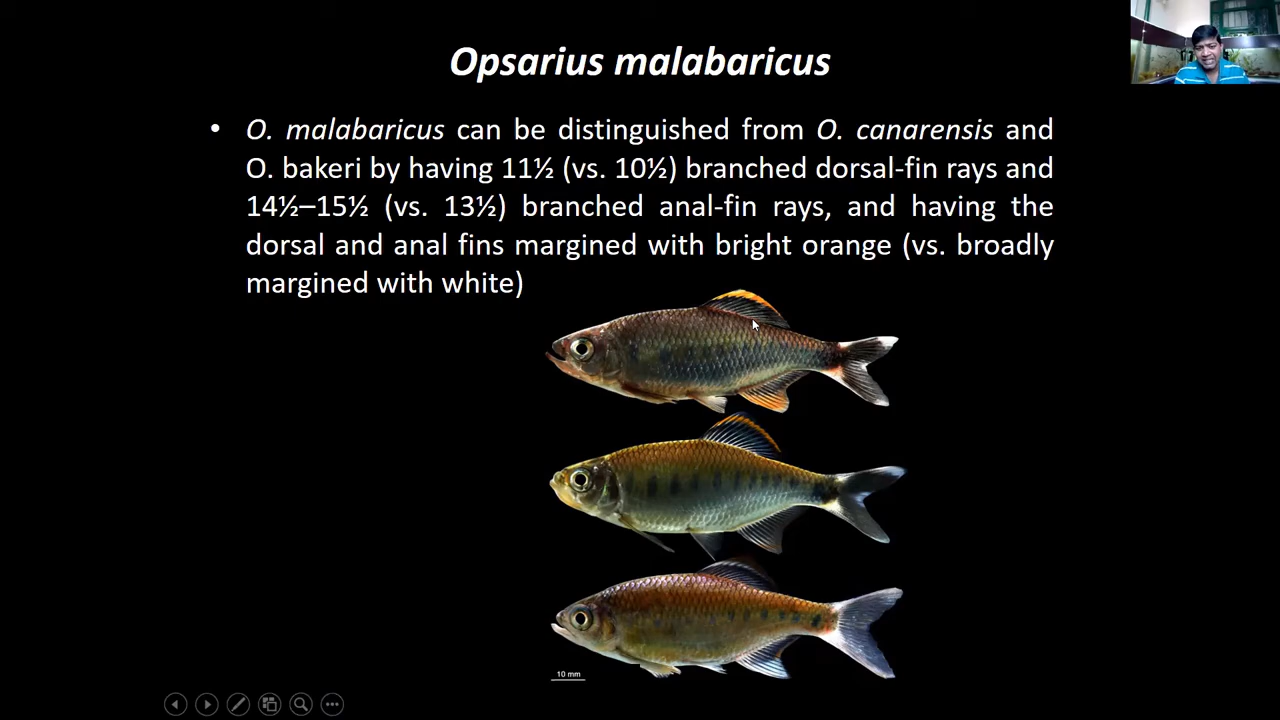 Opsarius malabaricus
• O. malabaricus can be distinguished from O. canarensis and
O. bakeri by having 11½ (vs. 10½) branched dorsal-fin rays and
14½–15½ (vs. 13½) branched anal-fin rays, and having the
dorsal and anal fins margined with bright orange (vs. broadly
margined with white)
10 mm